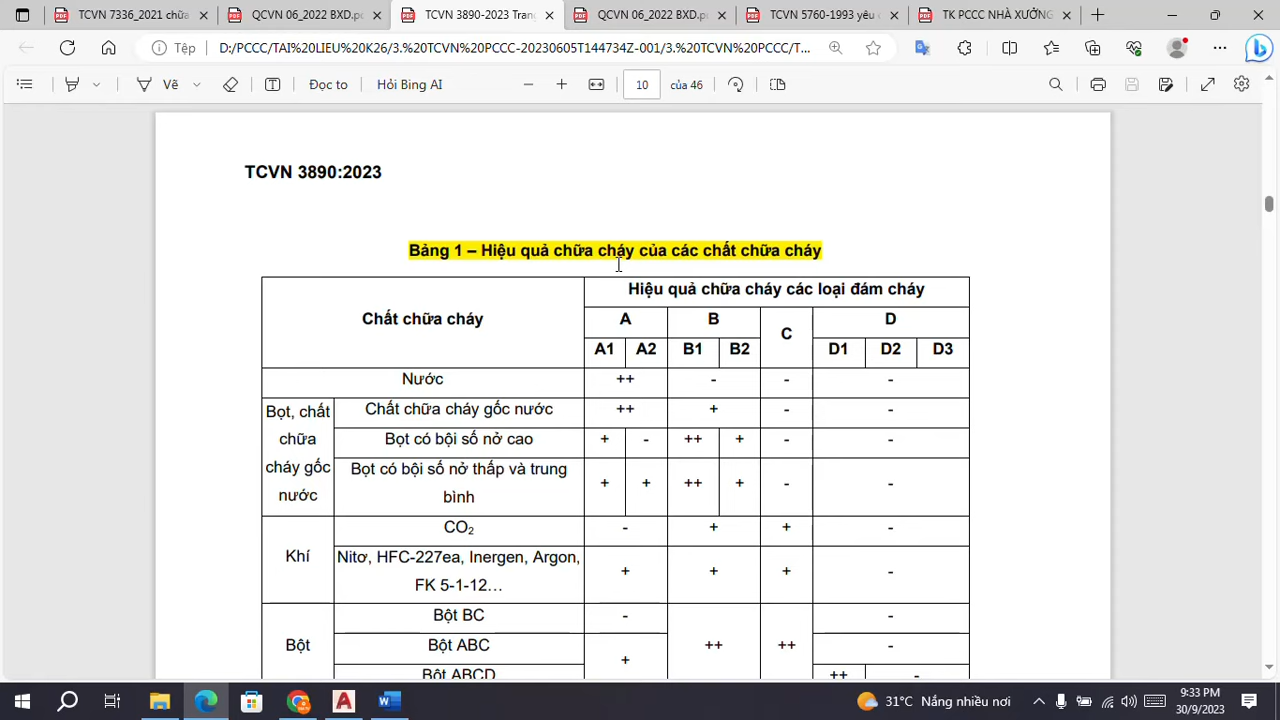 TCVN 7336_2021 chữa
QCVN 06_2022 BXD.pdf
TCVN 3890-2023 Tran
QCVN 06_2022 BXD.p
TCVN 5760-1993 yêu
TK PCCC NHÀ XƯỞNG
Tệp
D:/PCCC/TAI%20LIEU%20K26/3.%20TCVN%20PCCC-20230605T144734Z-001/3.%20TCVN%20PCCC/T...
Vẽ
Đọc to
Hỏi Bing AI
10
của 46
TCVN 3890:2023
Bảng 1 – Hiệu quả chữa cháy của các chất chữa cháy
Chất chữa cháy
Hiệu quả chữa cháy các loại đám cháy
A B C D
A1 A2 B1 B2 D1 D2 D3
Nước ++ - - -
Bọt, chất
chữa
cháy gốc
nước
Chất chữa cháy gốc nước ++ + - -
Bọt có bội số nở cao + - ++ + - -
Bọt có bội số nở thấp và trung
bình
+ + ++ + - -
Khí
CO₂ - + + -
Nitơ, HFC-227ea, Inergen, Argon,
FK 5-1-12…
+ + + -
Bột
Bột BC - ++ ++ -
Bột ABC + -
Bột ABCD ++ -
31°C Nắng nhiều nơi
9:33 PM
30/9/2023